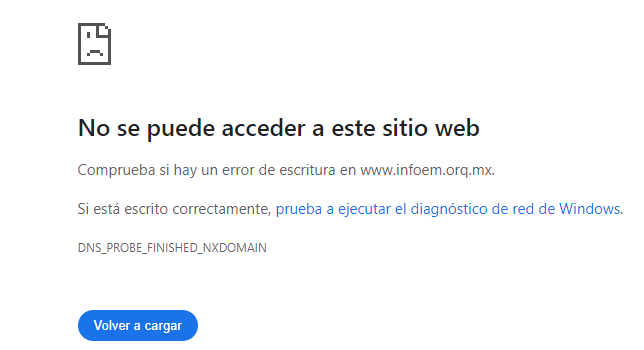 No se puede acceder a este sitio web
Comprueba si hay un error de escritura en www.infoem.orq.mx.
Si está escrito correctamente, prueba a ejecutar el diagnóstico de red de Windows.
DNS_PROBE_FINISHED_NXDOMAIN
Volver a cargar